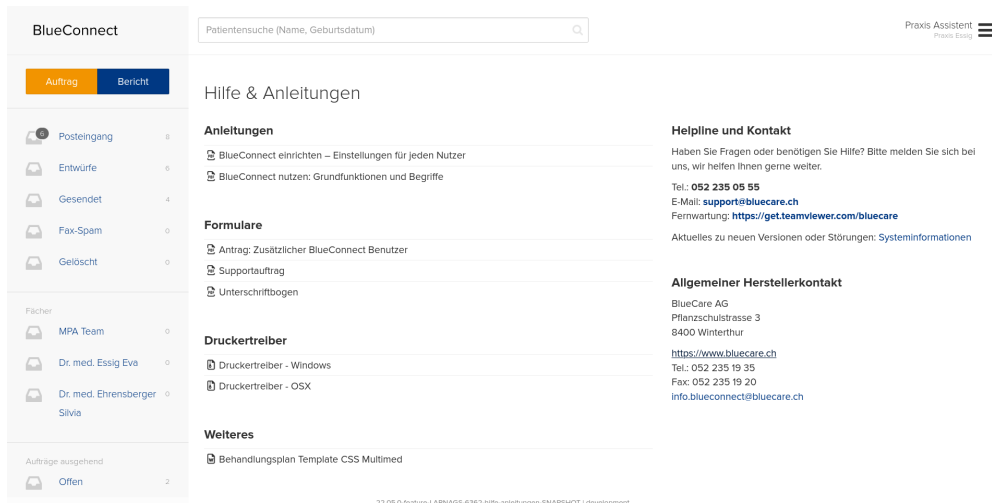 BlueConnect
Patientensuche (Name, Geburtsdatum)
Praxis Assistent
Praxis Essig
Auftrag
Bericht
6
Posteingang 8
Entwürfe 6
Gesendet 4
Fax-Spam 0
Gelöscht 0
Fächer
MPA Team 0
Dr. med. Essig Eva 0
Dr. med. Ehrensberger 0
Silvia
Aufträge ausgehend
Offen 2
Hilfe & Anleitungen
Anleitungen
BlueConnect einrichten – Einstellungen für jeden Nutzer
BlueConnect nutzen: Grundfunktionen und Begriffe
Formulare
Antrag: Zusätzlicher BlueConnect Benutzer
Supportauftrag
Unterschriftbogen
Druckertreiber
Druckertreiber - Windows
Druckertreiber - OSX
Weiteres
Behandlungsplan Template CSS Multimed
Helpline und Kontakt
Haben Sie Fragen oder benötigen Sie Hilfe? Bitte melden Sie sich bei
uns, wir helfen Ihnen gerne weiter.
Tel.: 052 235 05 55
E-Mail: support@bluecare.ch
Fernwartung: https://get.teamviewer.com/bluecare
Aktuelles zu neuen Versionen oder Störungen: Systeminformationen
Allgemeiner Herstellerkontakt
BlueCare AG
Pflanzschulstrasse 3
8400 Winterthur
https://www.bluecare.ch
Tel.: 052 235 19 35
Fax: 052 235 19 20
info.blueconnect@bluecare.ch